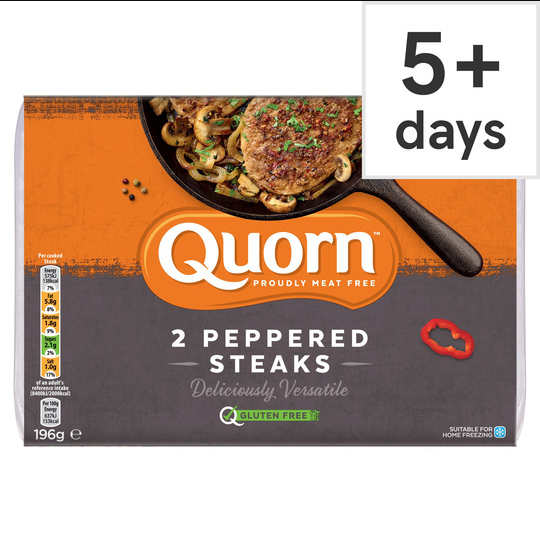 5+
days
Quorn™
PROUDLY MEAT FREE
2 PEPPERED
STEAKS
Deliciously Versatile
GLUTEN FREE
Per cooked
Steak
Energy
575kJ
138kcal
7%
Fat
5.8g
8%
Saturates
1.8g
9%
Sugars
2.1g
2%
Salt
1.0g
17%
of an adult's
reference intake
(8400kJ/2000kcal)
Per 100g
Energy
637kJ
153kcal
196g ℮
SUITABLE FOR
HOME FREEZING